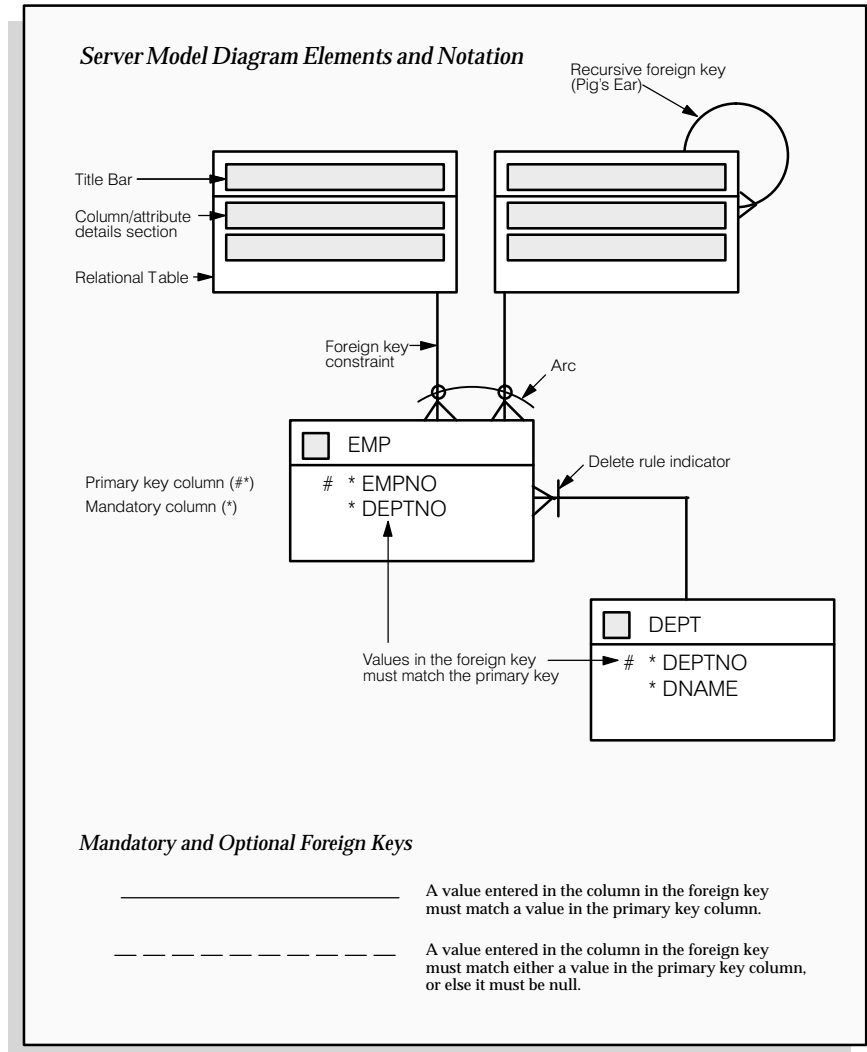 Server Model Diagram Elements and Notation
Recursive foreign key
(Pig's Ear)
Title Bar
Column/attribute
details section
Relational Table
Foreign key
constraint
Arc
EMP
Delete rule indicator
Primary key column (#*)
Mandatory column (*)
# * EMPNO
* DEPTNO
DEPT
Values in the foreign key
must match the primary key
# * DEPTNO
* DNAME
Mandatory and Optional Foreign Keys
A value entered in the column in the foreign key
must match a value in the primary key column.
A value entered in the column in the foreign key
must match either a value in the primary key column,
or else it must be null.